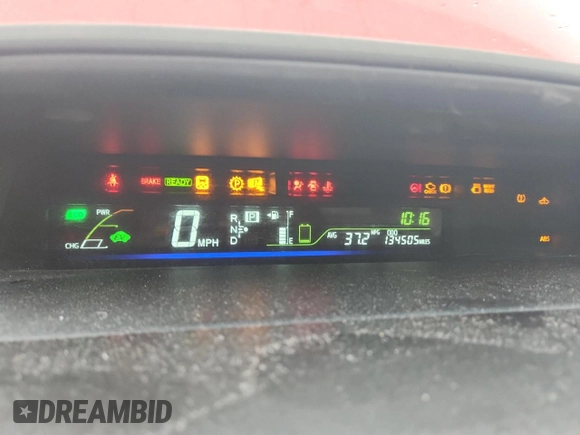 BRAKE READY
PWR
CHG
0 MPH
R P
N
D
F
E
10:16
AVG 37.2 MPG ODO 134505 MILES
ABS
DREAMBID